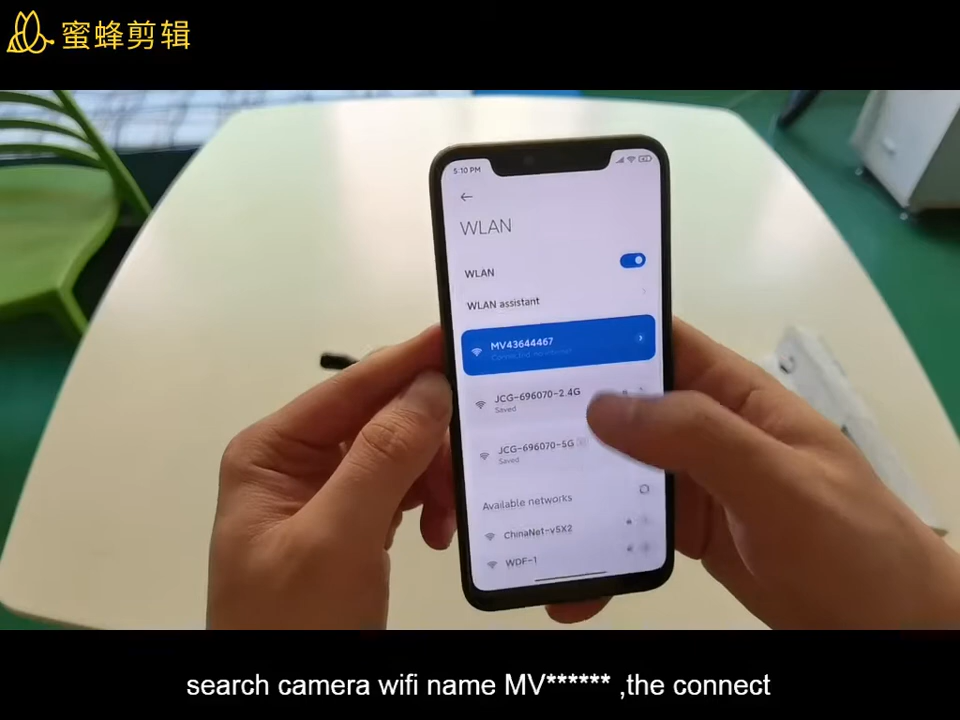 蜜蜂剪辑
5:10 PM
WLAN
WLAN
WLAN assistant
MV43644467
JCG-696070-2.4G
Saved
JCG-696070-5G
Saved
Available networks
ChinaNet-v5X2
WDF-1
search camera wifi name MV****** ,the connect